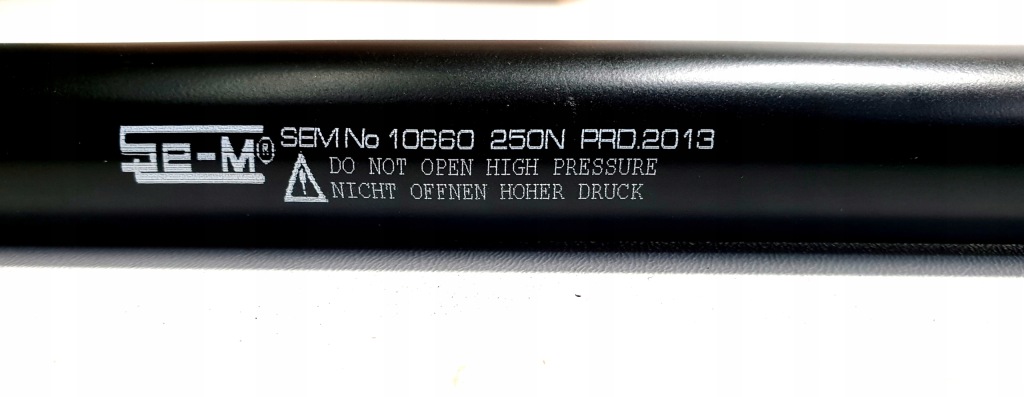 Se-M® SEM No 10660 250N PRD.2013
DO NOT OPEN HIGH PRESSURE
NICHT OFFNEN HOHER DRUCK